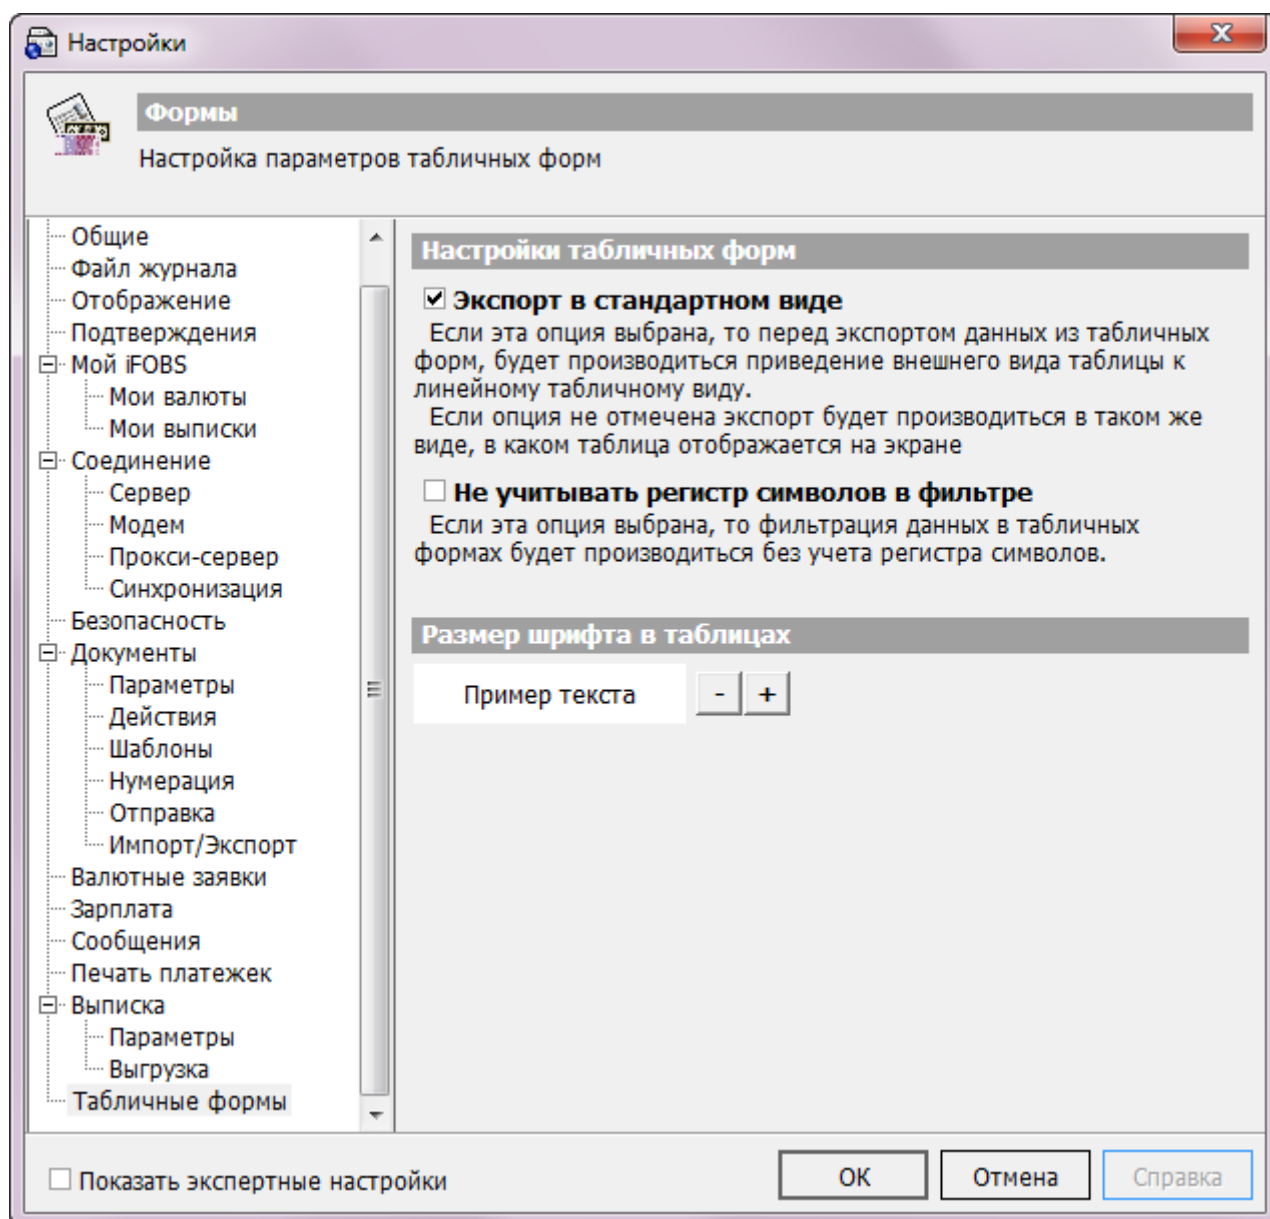 Настройки
Формы
Настройка параметров табличных форм
Общие
Файл журнала
Отображение
Подтверждения
Мой iFOBS
Мои валюты
Мои выписки
Соединение
Сервер
Модем
Прокси-сервер
Синхронизация
Безопасность
Документы
Параметры
Действия
Шаблоны
Нумерация
Отправка
Импорт/Экспорт
Валютные заявки
Зарплата
Сообщения
Печать платежек
Выписка
Параметры
Выгрузка
Табличные формы
Настройки табличных форм
Экспорт в стандартном виде
Если эта опция выбрана, то перед экспортом данных из табличных
форм, будет производиться приведение внешнего вида таблицы к
линейному табличному виду.
Если опция не отмечена экспорт будет производиться в таком же
виде, в каком таблица отображается на экране
Не учитывать регистр символов в фильтре
Если эта опция выбрана, то фильтрация данных в табличных
формах будет производиться без учета регистра символов.
Размер шрифта в таблицах
Пример текста - +
Показать экспертные настройки
ОК Отмена Справка